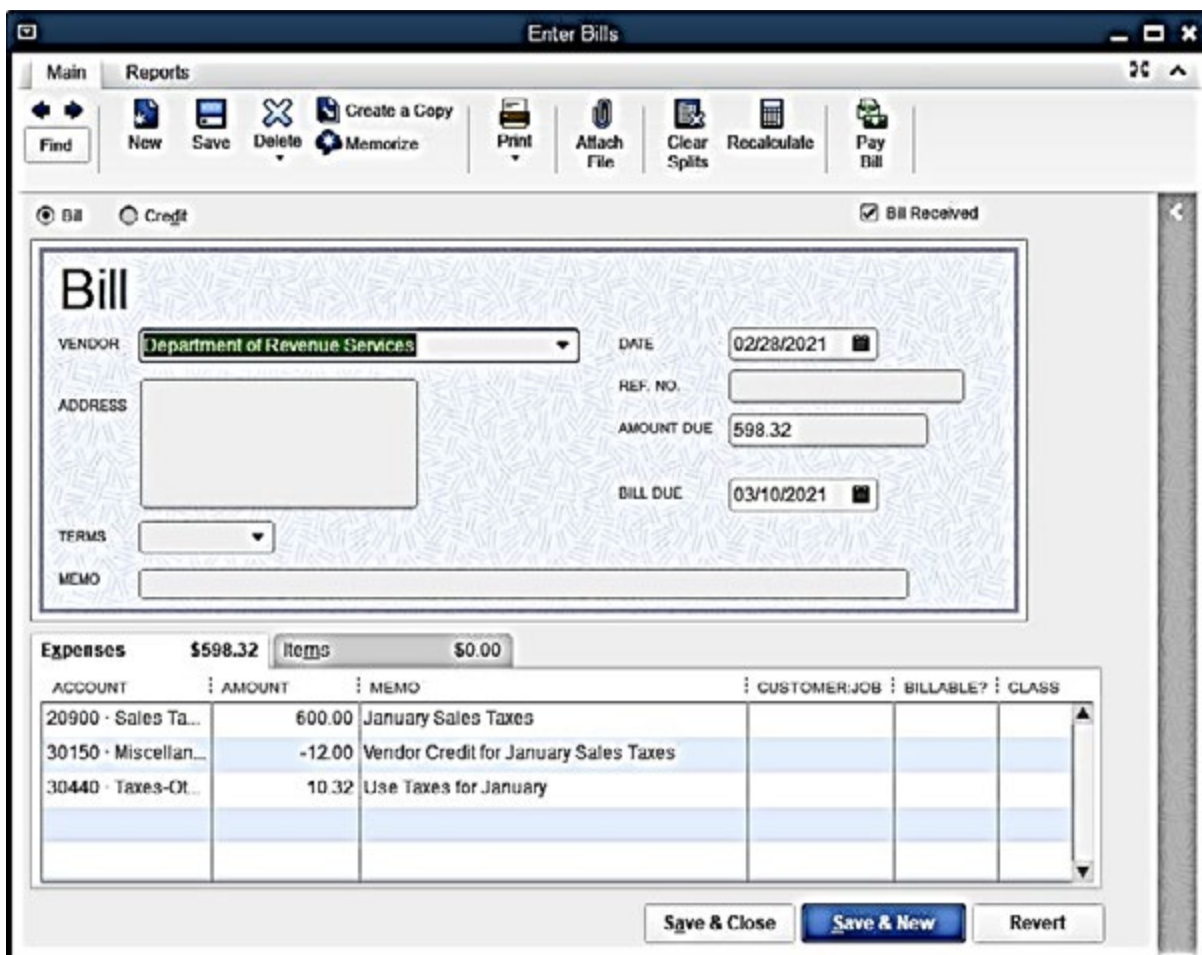 Enter Bills
Main Reports
Find
New
Save
Delete
Create a Copy
Memorize
Print
Attach File
Clear Splits
Recalculate
Pay Bill
Bill Credit Bill Received
Bill
VENDOR Department of Revenue Services DATE 02/28/2021
ADDRESS REF. NO.
AMOUNT DUE 598.32
BILL DUE 03/10/2021
TERMS
MEMO
Expenses $598.32 Items $0.00
ACCOUNT AMOUNT MEMO CUSTOMER:JOB BILLABLE? CLASS
20900 · Sales Ta... 600.00 January Sales Taxes
30150 · Miscellan... -12.00 Vendor Credit for January Sales Taxes
30440 · Taxes-Ot... 10.32 Use Taxes for January
Save & Close Save & New Revert